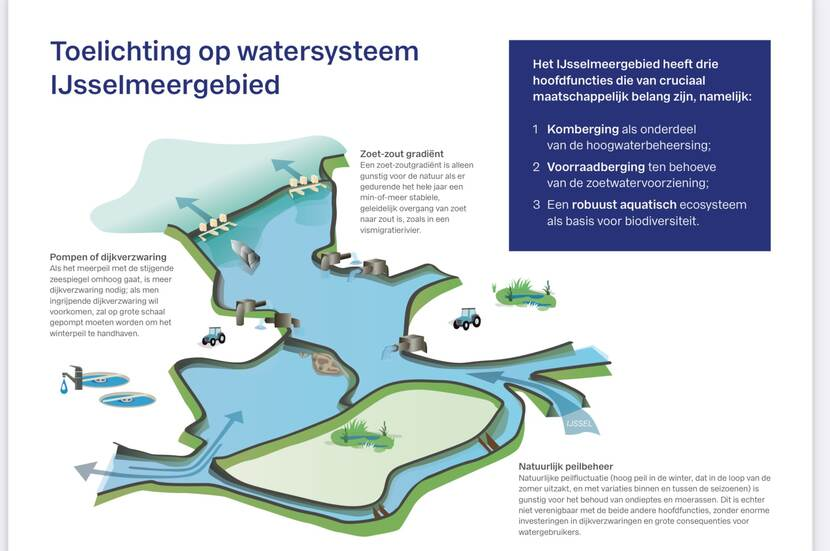 Toelichting op watersysteem
IJsselmeergebied
Het IJsselmeergebied heeft drie
hoofdfuncties die van cruciaal
maatschappelijk belang zijn, namelijk:
1 Komberging als onderdeel
van de hoogwaterbeheersing;
2 Voorraadberging ten behoeve
van de zoetwatervoorziening;
3 Een robuust aquatisch ecosysteem
als basis voor biodiversiteit.
Zoet-zout gradiënt
Een zoet-zoutgradiënt is alleen
gunstig voor de natuur als er
gedurende het hele jaar een
min-of-meer stabiele,
geleidelijk overgang van zoet
naar zout is, zoals in een
vismigratierivier.
Pompen of dijkverzwaring
Als het meerpeil met de stijgende
zeespiegel omhoog gaat, is meer
dijkverzwaring nodig; als men
ingrijpende dijkverzwaring wil
voorkomen, zal op grote schaal
gepompt moeten worden om het
winterpeil te handhaven.
IJSSEL
Natuurlijk peilbeheer
Natuurlijke peilfluctuatie (hoog peil in de winter, dat in de loop van de
zomer uitzakt, en met variaties binnen en tussen de seizoenen) is
gunstig voor het behoud van ondieptes en moerassen. Dit is echter
niet verenigbaar met de beide andere hoofdfuncties, zonder enorme
investeringen in dijkverzwaringen en grote consequenties voor
watergebruikers.